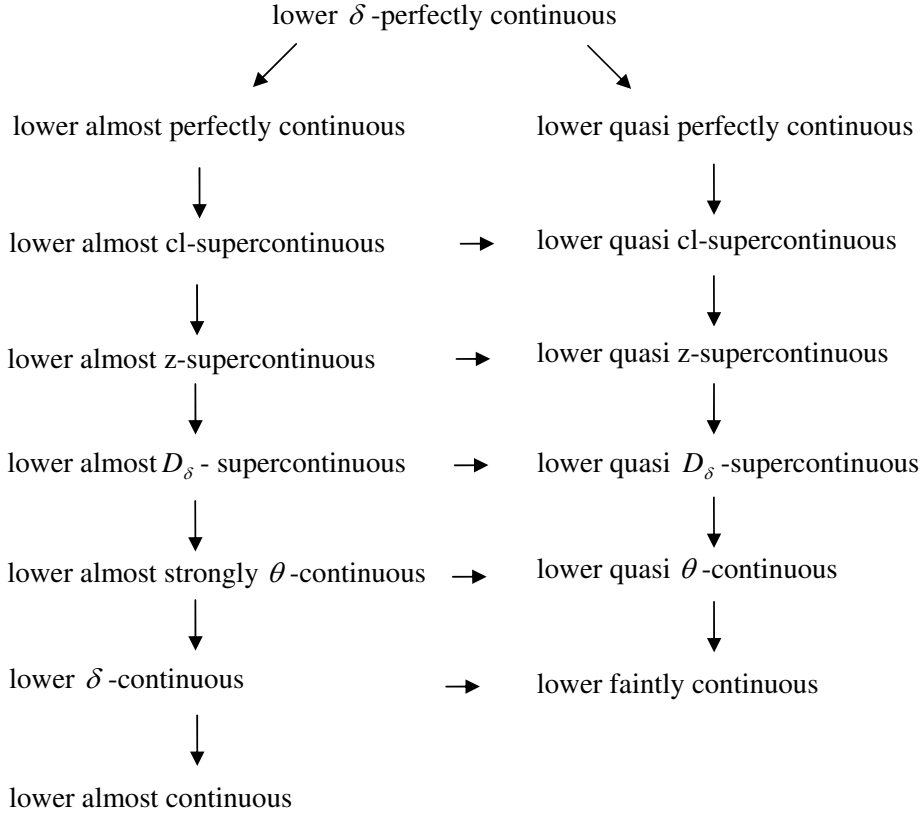 lower δ -perfectly continuous
lower almost perfectly continuous
lower quasi perfectly continuous
lower almost cl-supercontinuous
lower quasi cl-supercontinuous
lower almost z-supercontinuous
lower quasi z-supercontinuous
lower almost D_δ - supercontinuous
lower quasi D_δ -supercontinuous
lower almost strongly θ -continuous
lower quasi θ -continuous
lower δ -continuous
lower faintly continuous
lower almost continuous